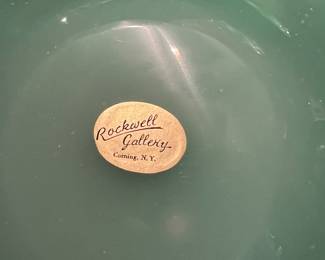 Rockwell
Gallery
Corning, N. Y.